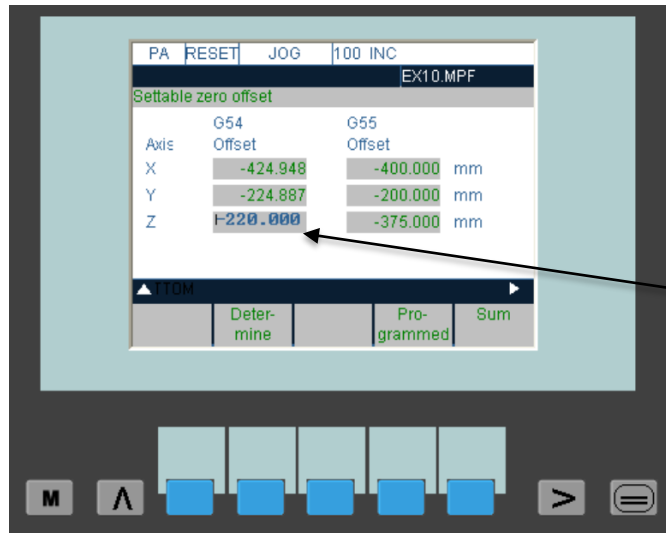 PA RESET JOG 100 INC
EX10.MPF
Settable zero offset
G54 G55
Axis Offset Offset
X -424.948 -400.000 mm
Y -224.887 -200.000 mm
Z -220.000 -375.000 mm
TTOM
Deter- Pro- Sum
mine grammed
M Λ >